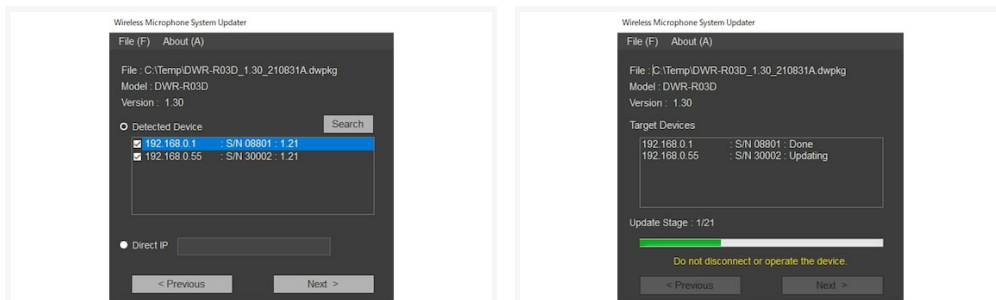 Wireless Microphone System Updater
File (F) About (A)
File : C:\Temp\DWR-R03D_1.30_210831A.dwpkg
Model : DWR-R03D
Version : 1.30
Detected Device
Search
192.168.0.1 : S/N 08801 : 1.21
192.168.0.55 : S/N 30002 : 1.21
Direct IP
< Previous Next >
Wireless Microphone System Updater
File (F) About (A)
File : C:\Temp\DWR-R03D_1.30_210831A.dwpkg
Model : DWR-R03D
Version : 1.30
Target Devices
192.168.0.1 : S/N 08801 : Done
192.168.0.55 : S/N 30002 : Updating
Update Stage : 1/21
Do not disconnect or operate the device.
< Previous Next >